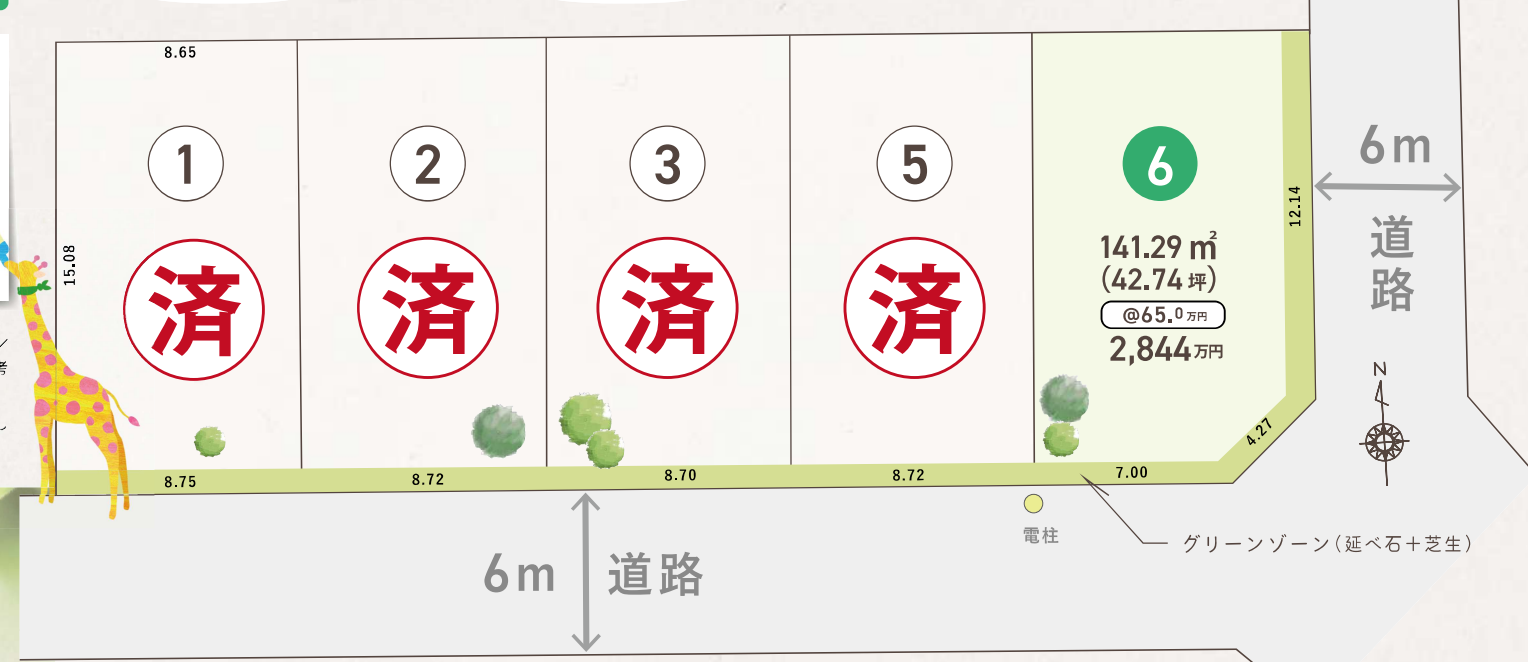 8.65
1
2
3
5
6
6m
道路
15.08
12.14
済
済
済
済
141.29㎡
(42.74坪)
@65.0万円
2,844万円
考
N
4.27
8.75
8.72
8.70
8.72
7.00
電柱
グリーンゾーン(延べ石+芝生)
6m 道路